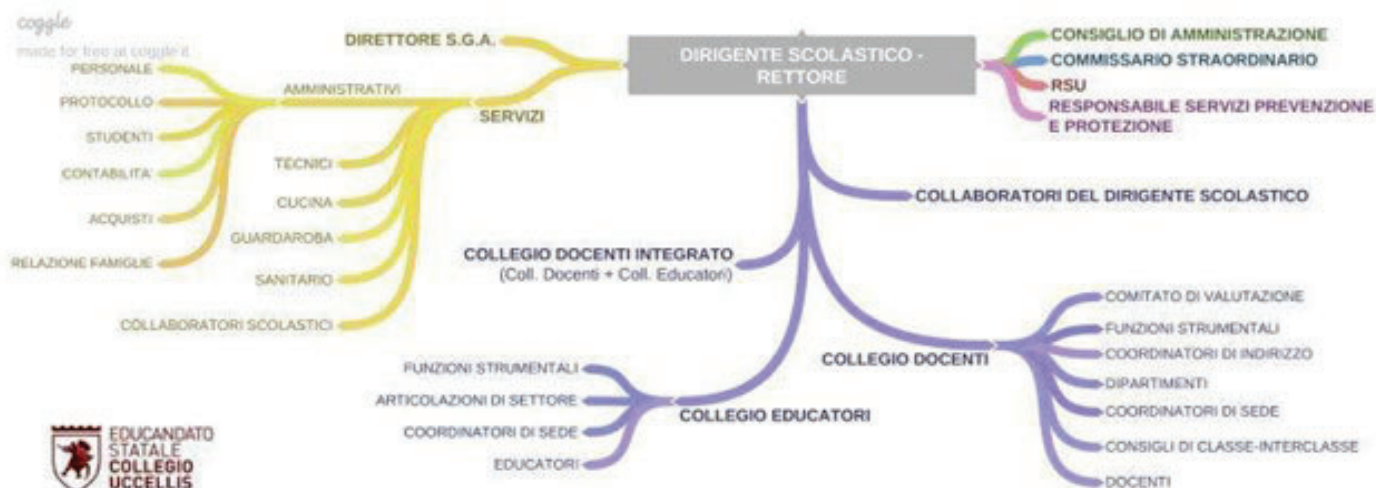 coggle
made for free at coggle.it
DIRETTORE S.G.A.
DIRIGENTE SCOLASTICO -
RETTORE
CONSIGLIO DI AMMINISTRAZIONE
COMMISSARIO STRAORDINARIO
RSU
RESPONSABILE SERVIZI PREVENZIONE
E PROTEZIONE
PERSONALE
PROTOCOLLO
STUDENTI
CONTABILITA'
ACQUISTI
RELAZIONE FAMIGLIE
AMMINISTRATIVI
SERVIZI
TECNICI
CUCINA
GUARDAROBA
SANITARIO
COLLABORATORI SCOLASTICI
COLLABORATORI DEL DIRIGENTE SCOLASTICO
COLLEGIO DOCENTI INTEGRATO
(Coll. Docenti + Coll. Educatori)
COLLEGIO DOCENTI
COMITATO DI VALUTAZIONE
FUNZIONI STRUMENTALI
COORDINATORI DI INDIRIZZO
DIPARTIMENTI
COORDINATORI DI SEDE
CONSIGLI DI CLASSE-INTERCLASSE
DOCENTI
FUNZIONI STRUMENTALI
ARTICOLAZIONI DI SETTORE
COORDINATORI DI SEDE
EDUCATORI
COLLEGIO EDUCATORI
EDUCANDATO
STATALE
COLLEGIO
UCCELLIS